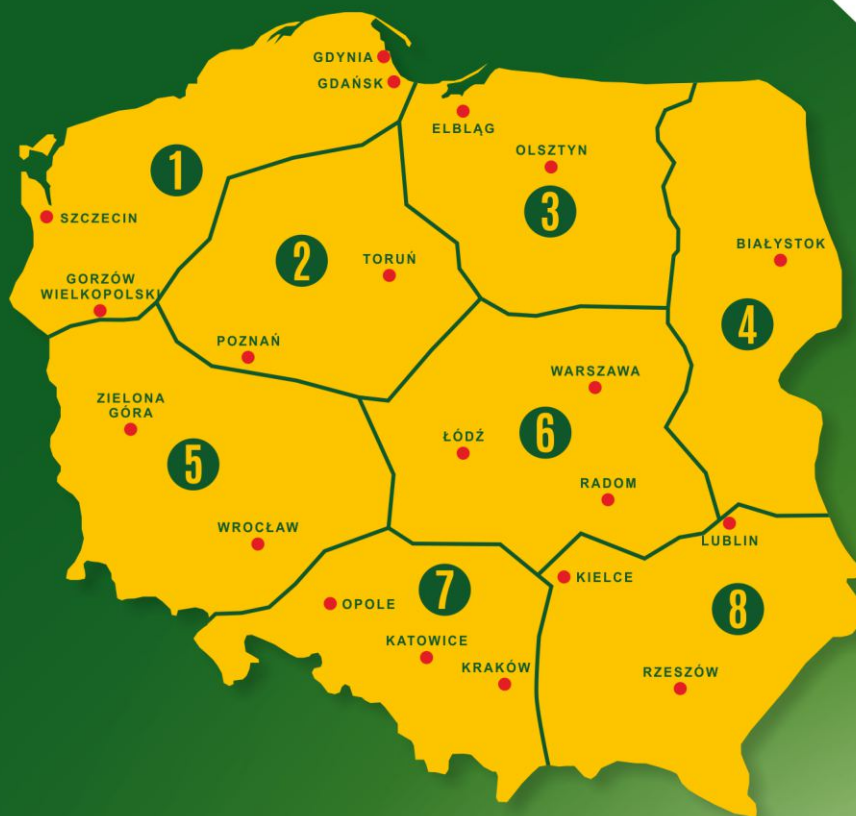 GDYNIA
GDAŃSK
ELBLĄG
OLSZTYN
1
3
SZCZECIN
2
TORUŃ
BIAŁYSTOK
GORZÓW
WIELKOPOLSKI
4
POZNAŃ
WARSZAWA
ZIELONA
GÓRA
5
ŁÓDŹ
6
RADOM
WROCŁAW
LUBLIN
7
KIELCE
OPOLE
8
KATOWICE
KRAKÓW
RZESZÓW